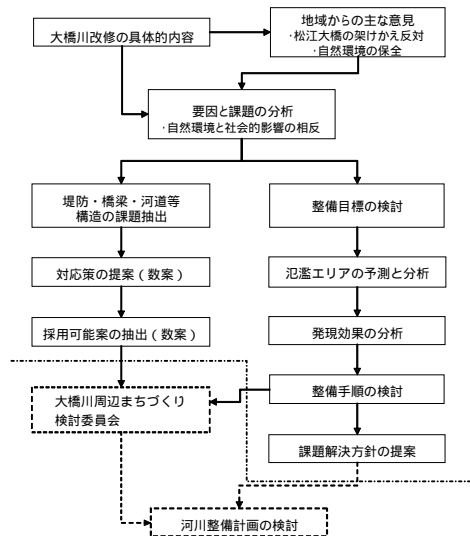 大橋川改修の具体的内容
地域からの主な意見
・松江大橋の架けかえ反対
・自然環境の保全
要因と課題の分析
・自然環境と社会的影響の相反
堤防・橋梁・河道等
構造の課題抽出
整備目標の検討
対応策の提案（数案）
氾濫エリアの予測と分析
採用可能案の抽出（数案）
発現効果の分析
大橋川周辺まちづくり
検討委員会
整備手順の検討
課題解決方針の提案
河川整備計画の検討